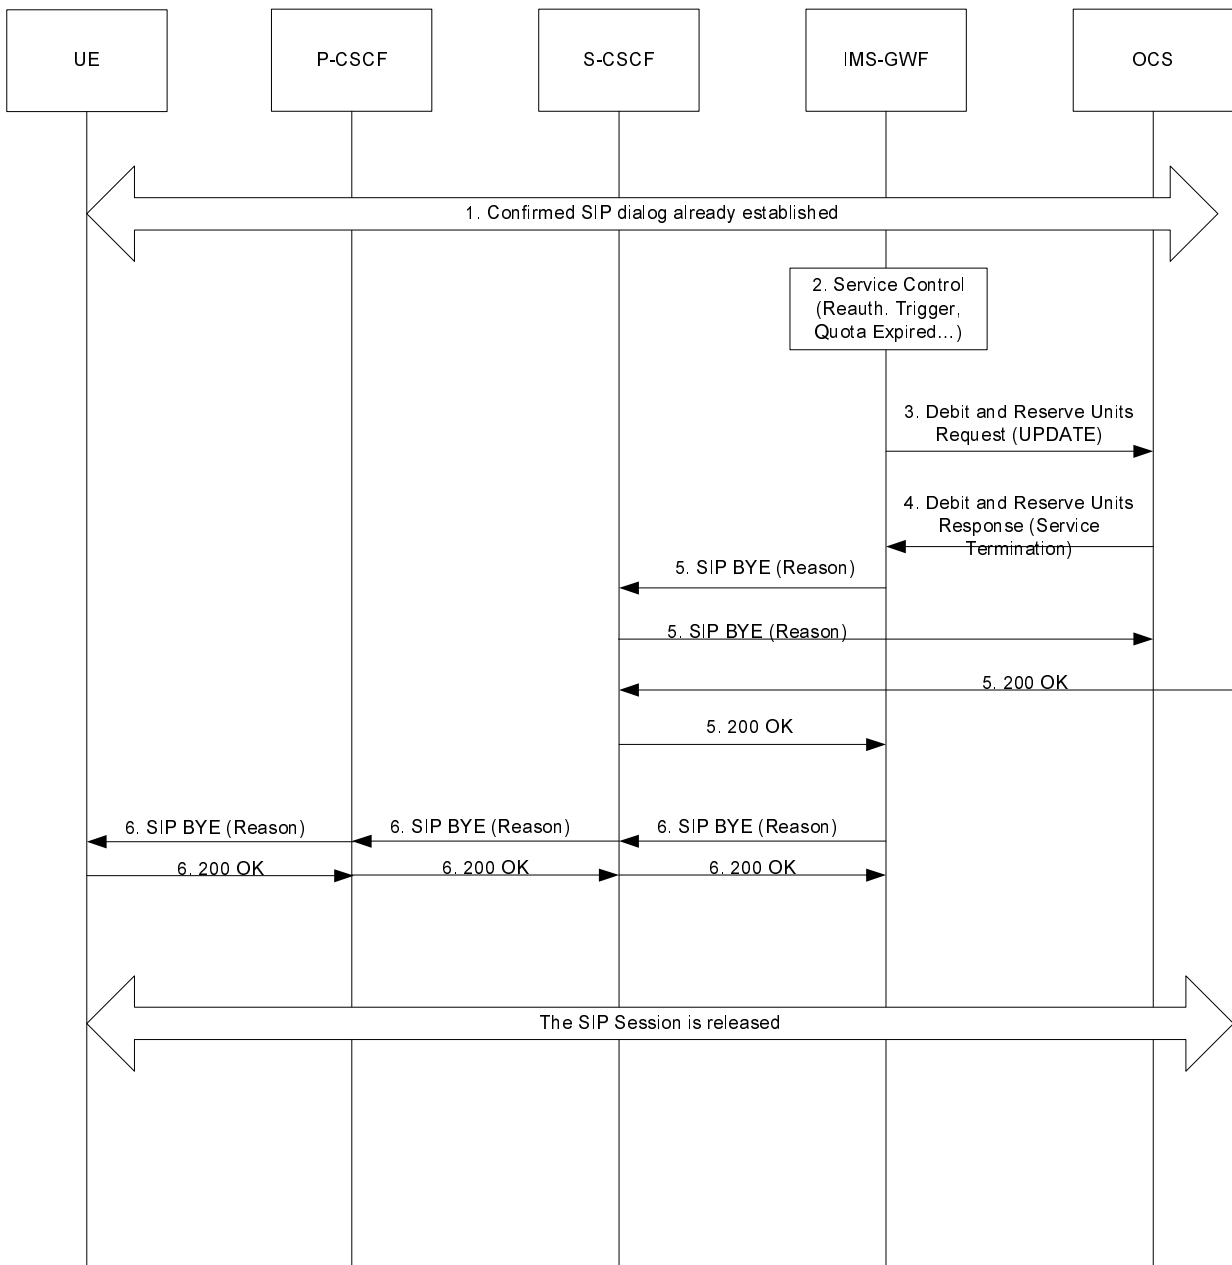 UE
P-CSCF
S-CSCF
IMS-GWF
OCS
1. Confirmed SIP dialog already established
2. Service Control
(Reauth. Trigger,
Quota Expired...)
3. Debit and Reserve Units
Request (UPDATE)
4. Debit and Reserve Units
Response (Service
Termination)
5. SIP BYE (Reason)
5. SIP BYE (Reason)
5. 200 OK
5. 200 OK
6. SIP BYE (Reason)
6. SIP BYE (Reason)
6. SIP BYE (Reason)
6. 200 OK
6. 200 OK
6. 200 OK
The SIP Session is released